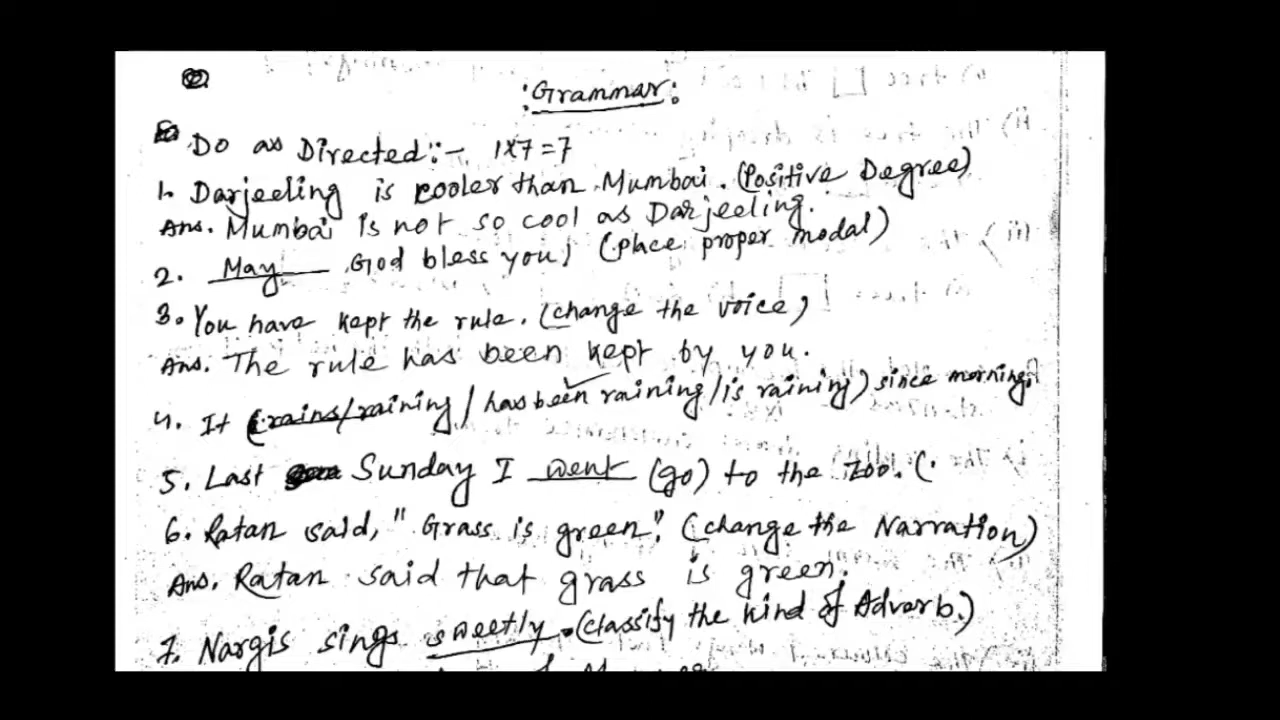 :Grammar:
Do as Directed:- 1x7=7
1. Darjeeling is cooler than Mumbai. (Positive Degree)
Ans. Mumbai is not so cool as Darjeeling.
2. May God bless you! (place proper modal)
3. You have kept the rule. (change the voice)
Ans. The rule has been kept by you.
4. It (rains/raining/has been raining/is raining) since morning.
5. Last Sunday I went (go) to the Zoo. (.
6. Ratan said, "Grass is green". (change the Narration)
Ans. Ratan said that grass is green.
7. Nargis sings sweetly. (classify the kind of Adverb.)